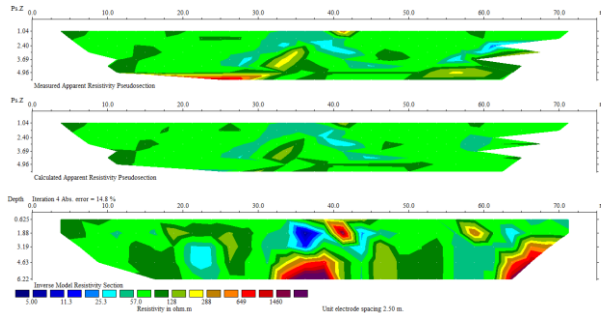 Ps.Z 0.0 10.0 20.0 30.0 40.0 50.0 60.0 70.0
1.04
2.40
3.69
4.96
Measured Apparent Resistivity Pseudosection
Ps.Z 0.0 10.0 20.0 30.0 40.0 50.0 60.0 70.0
1.04
2.40
3.69
4.96
Calculated Apparent Resistivity Pseudosection
Depth Iteration 4 Abs. error = 14.8 %
0.0 10.0 20.0 30.0 40.0 50.0 60.0 70.0
0.625
1.88
3.19
4.63
6.22
Inverse Model Resistivity Section
5.00 11.3 25.3 57.0 128 288 649 1460
Resistivity in ohm.m Unit electrode spacing 2.50 m.